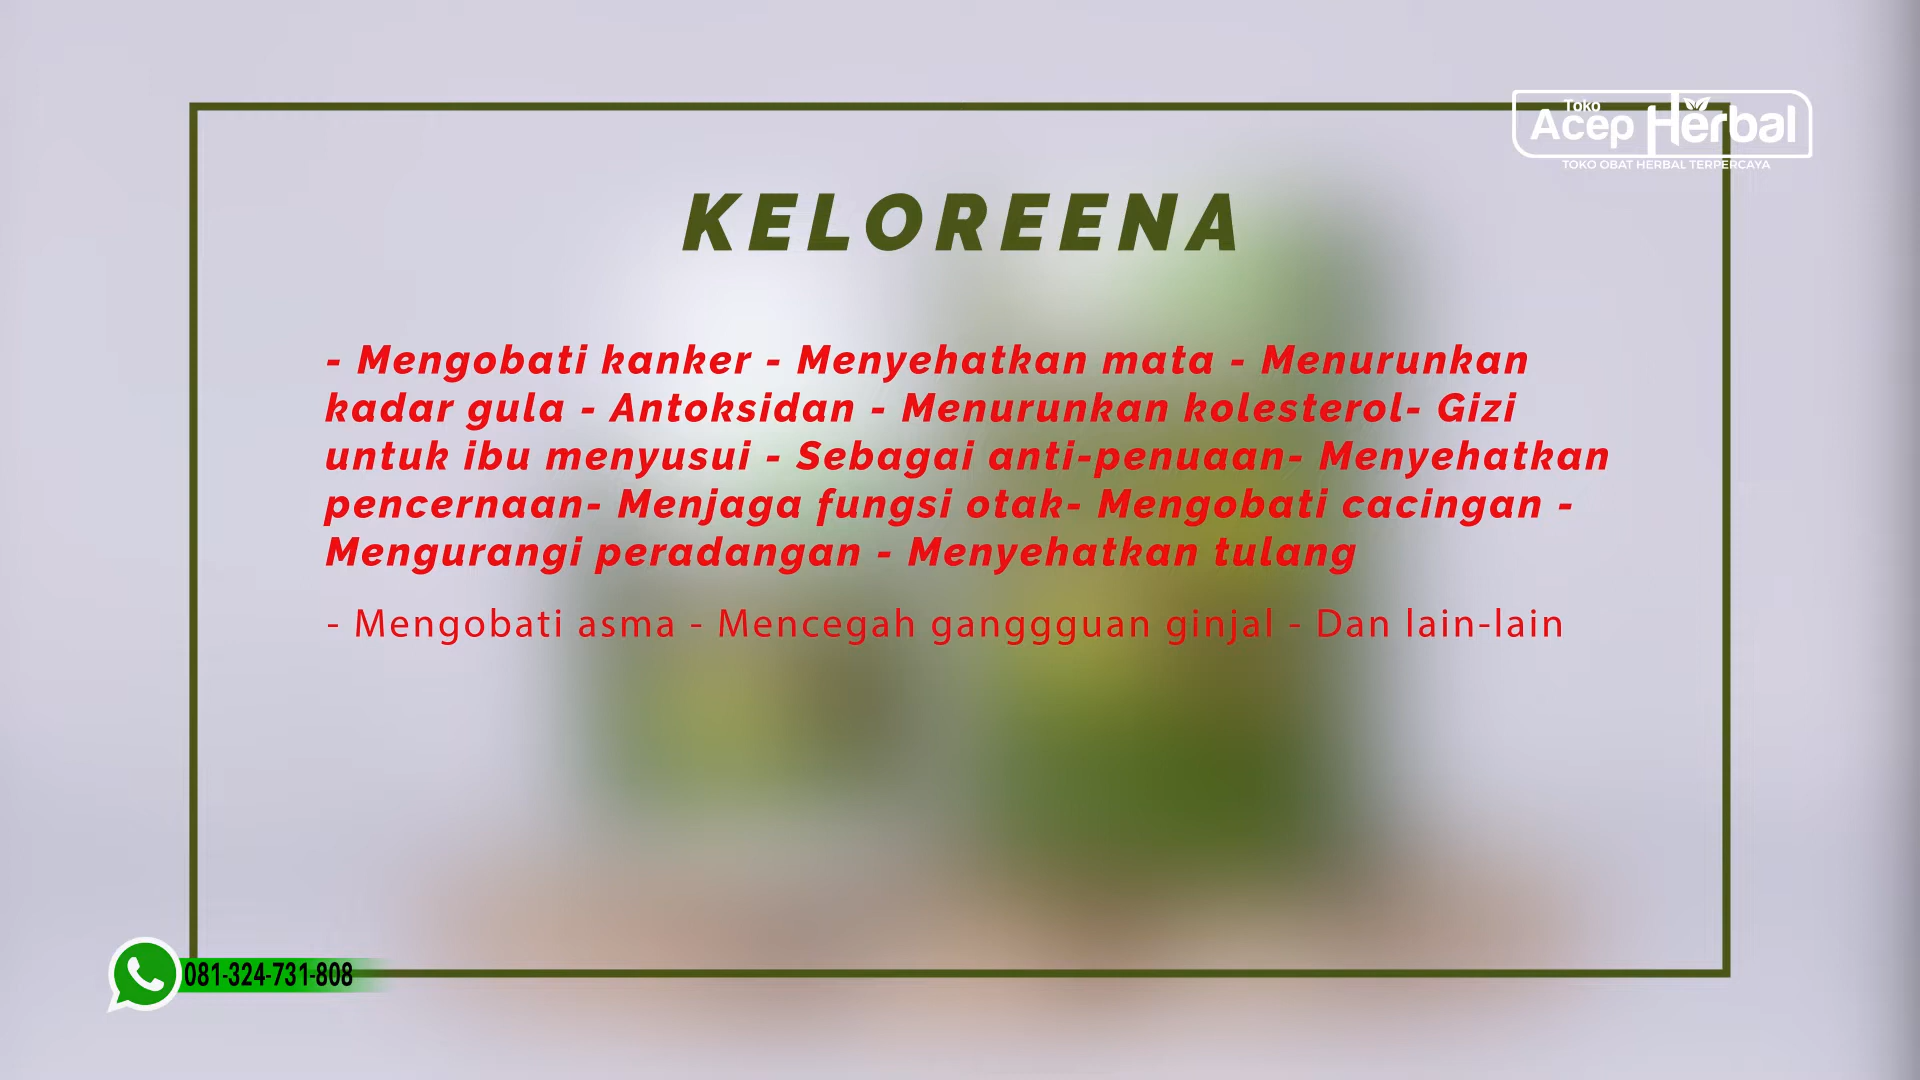 Toko
Acep Herbal
TOKO OBAT HERBAL TERPERCAYA
KELOREENA
- Mengobati kanker - Menyehatkan mata - Menurunkan
kadar gula - Antoksidan - Menurunkan kolesterol- Gizi
untuk ibu menyusui - Sebagai anti-penuaan- Menyehatkan
pencernaan- Menjaga fungsi otak- Mengobati cacingan -
Mengurangi peradangan - Menyehatkan tulang
- Mengobati asma - Mencegah ganggguan ginjal - Dan lain-lain
081-324-731-808